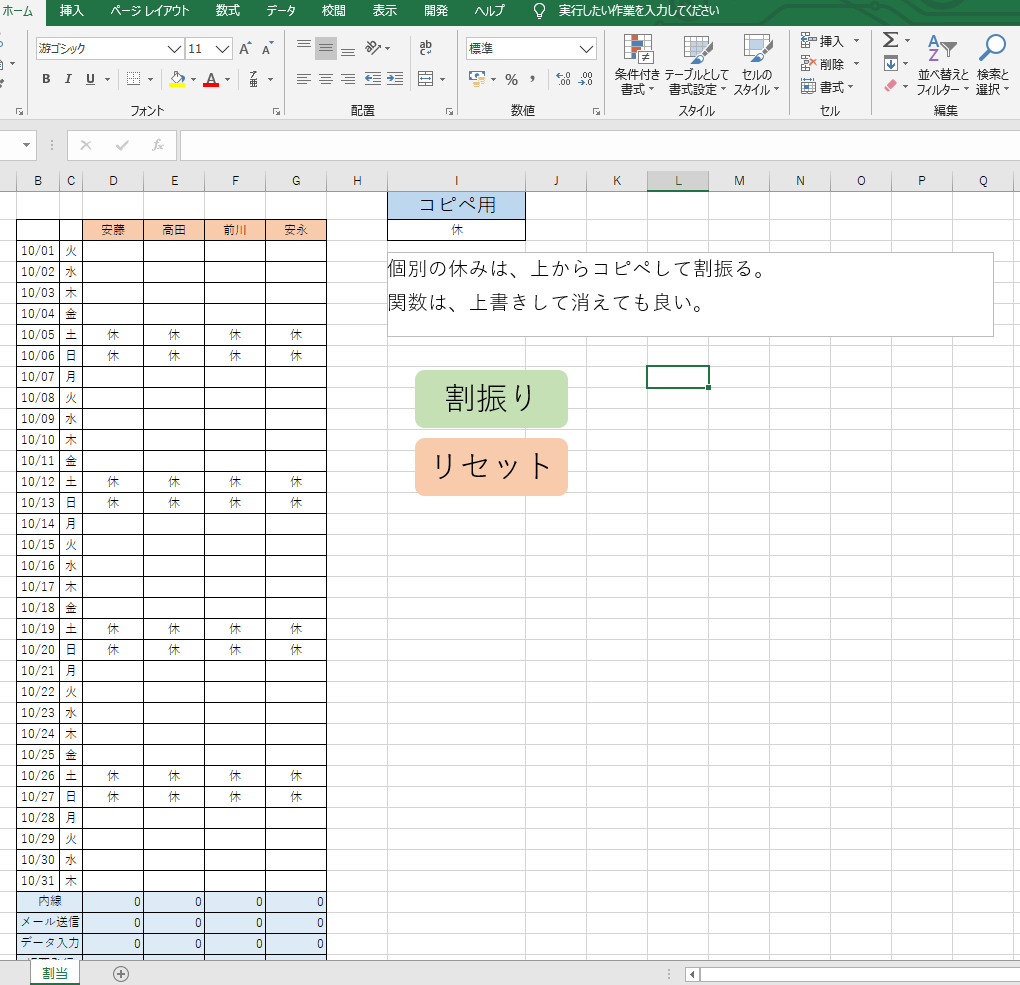 ホーム 挿入 ページ レイアウト 数式 データ 校閲 表示 開発 ヘルプ 実行したい作業を入力してください
游ゴシック 11 A A ab 標準 条件付き書式 テーブルとして書式設定 セルのスタイル 挿入 削除 書式 Σ 並べ替えとフィルター 検索と選択
B I U A 亜 % , .00
フォント 配置 数値 スタイル セル 編集
fx
B C D E F G H I J K L M N O P Q
コピペ用
安藤 高田 前川 安永 休
10/01 火
個別の休みは、上からコピペして割振る。
10/02 水
10/03 木
関数は、上書きして消えても良い。
10/04 金
10/05 土 休 休 休 休
10/06 日 休 休 休 休
10/07 月
10/08 火
割振り
10/09 水
10/10 木
10/11 金
リセット
10/12 土 休 休 休 休
10/13 日 休 休 休 休
10/14 月
10/15 火
10/16 水
10/17 木
10/18 金
10/19 土 休 休 休 休
10/20 日 休 休 休 休
10/21 月
10/22 火
10/23 水
10/24 木
10/25 金
10/26 土 休 休 休 休
10/27 日 休 休 休 休
10/28 月
10/29 火
10/30 水
10/31 木
内線 0 0 0 0
メール送信 0 0 0 0
データ入力 0 0 0 0
割当